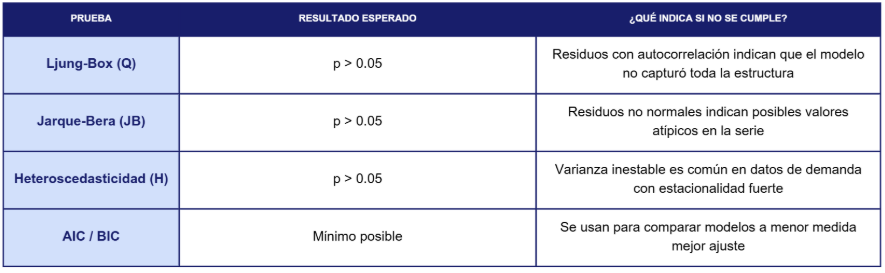 PRUEBA
RESULTADO ESPERADO
¿QUÉ INDICA SI NO SE CUMPLE?
Ljung-Box (Q)
p > 0.05
Residuos con autocorrelación indican que el modelo
no capturó toda la estructura
Jarque-Bera (JB)
p > 0.05
Residuos no normales indican posibles valores
atípicos en la serie
Heteroscedasticidad (H)
p > 0.05
Varianza inestable es común en datos de demanda
con estacionalidad fuerte
AIC / BIC
Mínimo posible
Se usan para comparar modelos a menor medida
mejor ajuste